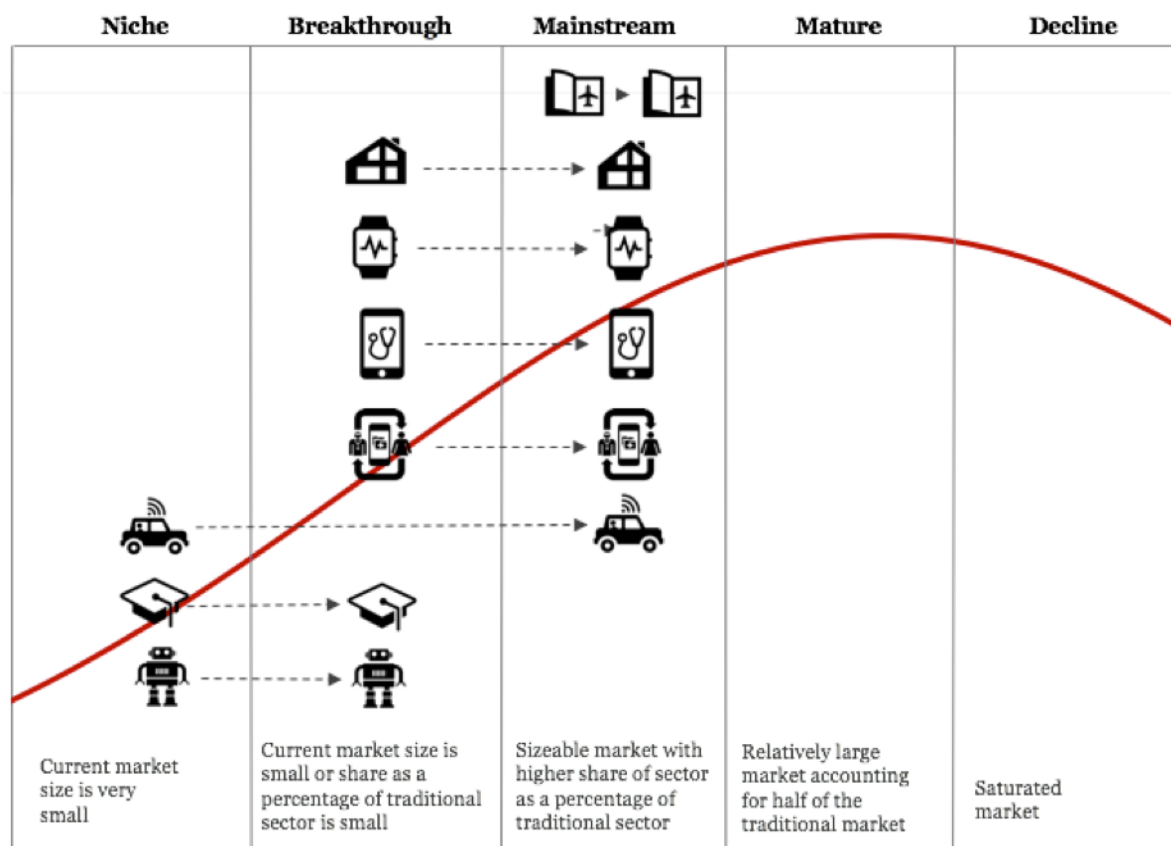 Niche
Breakthrough
Mainstream
Mature
Decline
Current market
size is very
small
Current market size is
small or share as a
percentage of traditional
sector is small
Sizeable market with
higher share of sector
as a percentage of
traditional sector
Relatively large
market accounting
for half of the
traditional market
Saturated
market